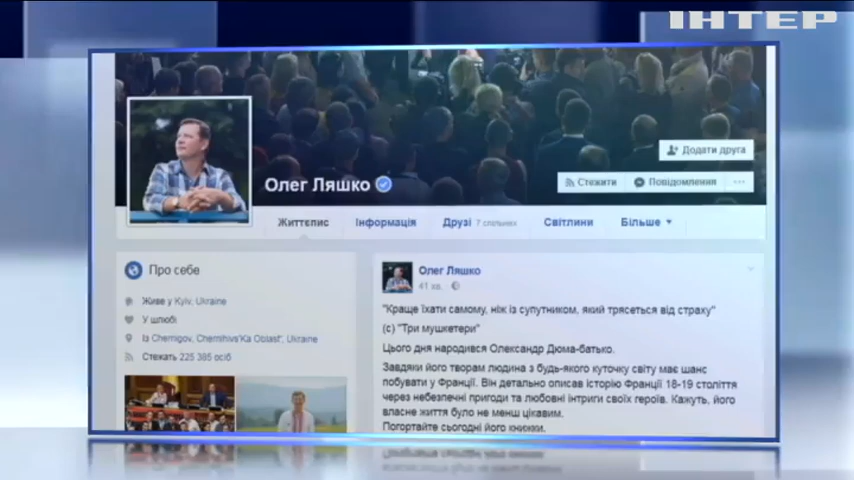 ІНТЕР
Додати друга
Олег Ляшко
Стежити
Повідомлення
Життєпис
Інформація
Друзі 7 спільних
Світлини
Більше
Про себе
Живе у Kyiv, Ukraine
У шлюбі
Із Chernigov, Chernihivs'Ka Oblast', Ukraine
Стежать 225 385 осіб
Олег Ляшко
41 хв.
"Краще їхати самому, ніж із супутником, який трясеться від страху"
(с) "Три мушкетери"
Цього дня народився Олександр Дюма-батько.
Завдяки його творам людина з будь-якого куточку світу має шанс
побувати у Франції. Він детально описав історію Франції 18-19 століття
через небезпечні пригоди та любовні інтриги своїх героїв. Кажуть, його
власне життя було не менш цікавим.
Погортайте сьогодні його книжки.